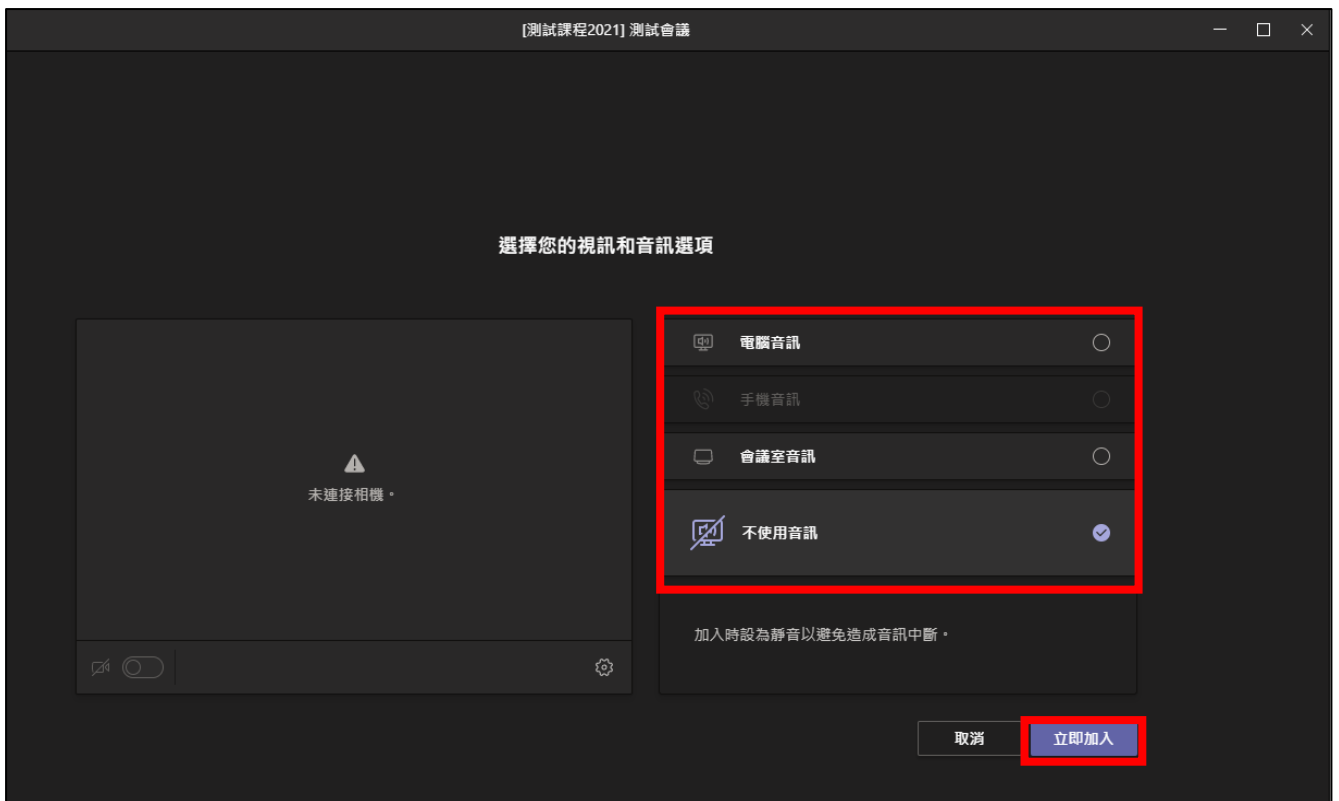 [測試課程2021] 測試會議
選擇您的視訊和音訊選項
未連接相機。
電腦音訊
手機音訊
會議室音訊
不使用音訊
加入時設為靜音以避免造成音訊中斷。
取消
立即加入